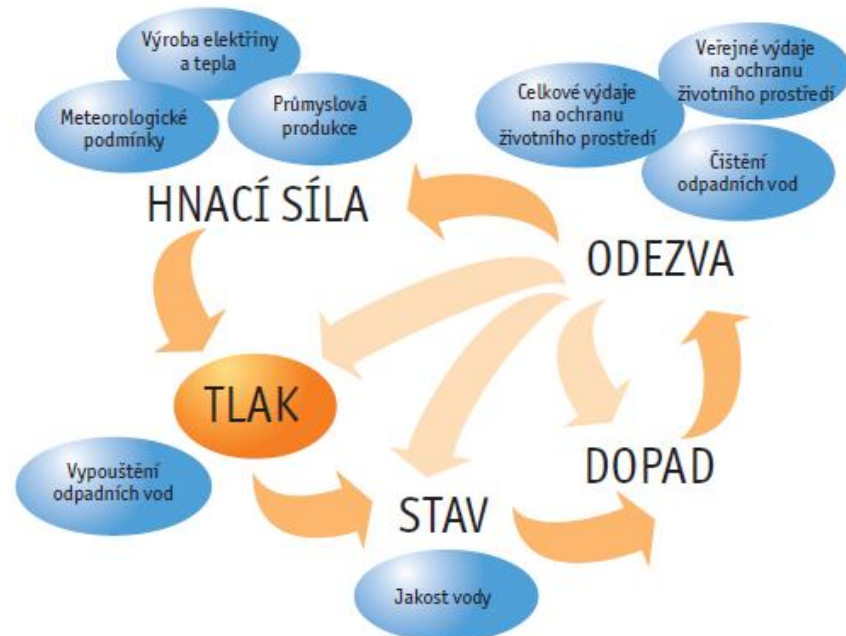 Výroba elektřiny
a tepla
Meteorologické
podmínky
Průmyslová
produkce
HNACÍ SÍLA
Veřejné výdaje
na ochranu
životního prostředí
Celkové výdaje
na ochranu
životního prostředí
Čištění
odpadních vod
ODEZVA
TLAK
Vypouštění
odpadních vod
DOPAD
STAV
Jakost vody